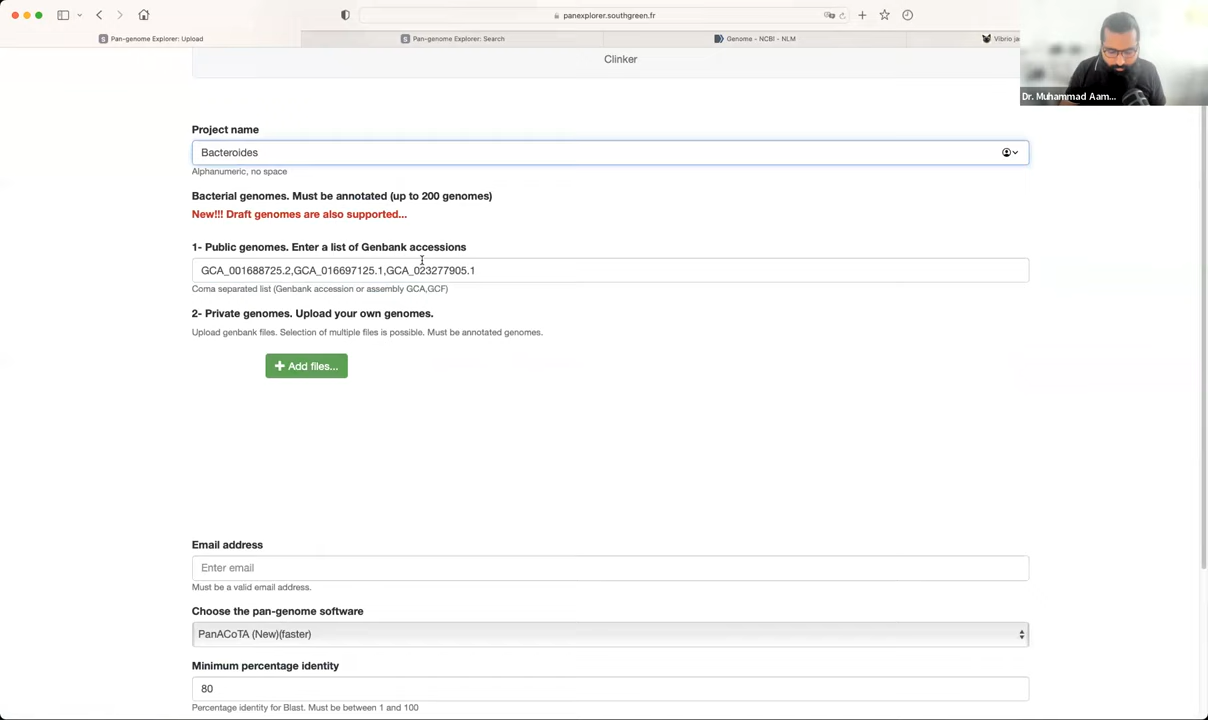 panexplorer.southgreen.fr
S Pan-genome Explorer: Upload
S Pan-genome Explorer: Search
Genome - NCBI - NLM
Vibrio ja
Clinker
Dr. Muhammad Aam...
Project name
Bacteroides
Alphanumeric, no space
Bacterial genomes. Must be annotated (up to 200 genomes)
New!!! Draft genomes are also supported...
1- Public genomes. Enter a list of Genbank accessions
GCA_001688725.2,GCA_016697125.1,GCA_023277905.1
Coma separated list (Genbank accession or assembly GCA,GCF)
2- Private genomes. Upload your own genomes.
Upload genbank files. Selection of multiple files is possible. Must be annotated genomes.
+ Add files...
Email address
Enter email
Must be a valid email address.
Choose the pan-genome software
PanACoTA (New)(faster)
Minimum percentage identity
80
Percentage identity for Blast. Must be between 1 and 100